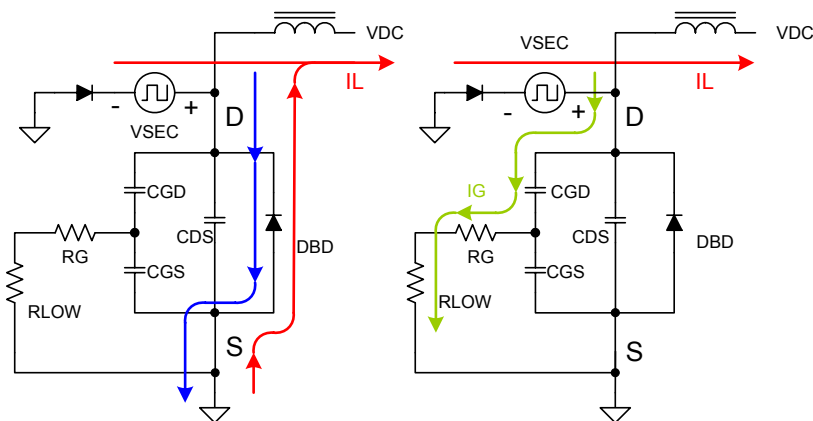 VDC
IL
- +
VSEC
D
CGD
CDS
DBD
RG
CGS
RLOW
S
VDC
VSEC
IL
- +
D
CGD
IG
CDS
DBD
RG
CGS
RLOW
S